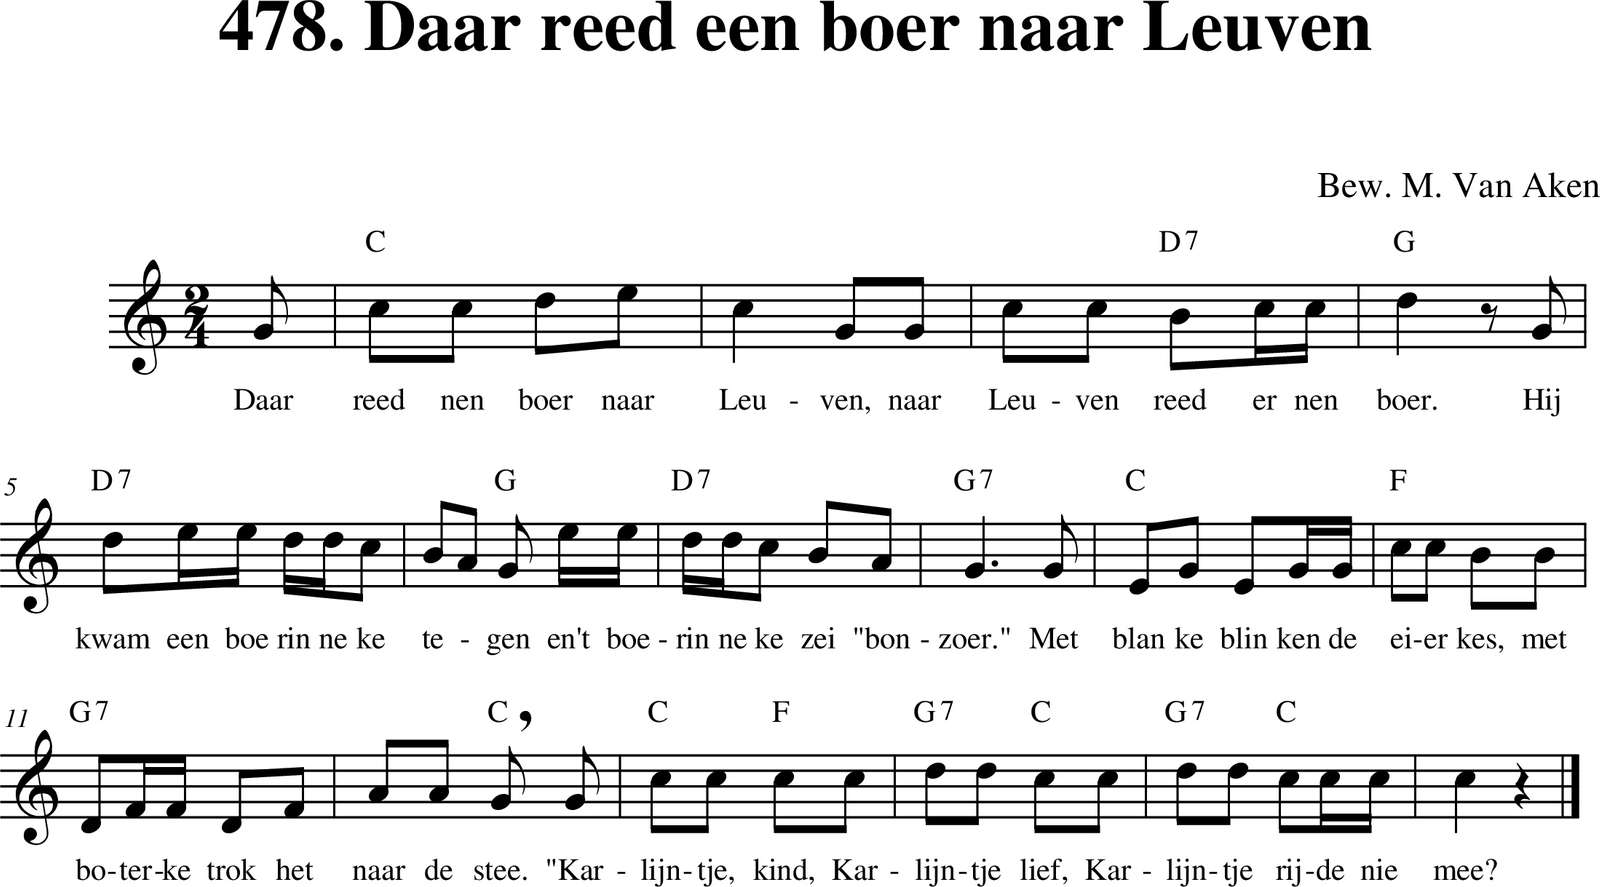 478. Daar reed een boer naar Leuven
Bew. M. Van Aken
C D7 G
2
4
Daar reed nen boer naar Leu - ven, naar Leu - ven reed er nen boer. Hij
5 D7 G D7 G7 C F
kwam een boe rin ne ke te - gen en't boe - rin ne ke zei "bon - zoer." Met blan ke blin ken de ei-er kes, met
11 G7 C C F G7 C G7 C
bo-ter-ke trok het naar de stee. "Kar - lijn-tje, kind, Kar - lijn-tje lief, Kar - lijn-tje rij-de nie mee?